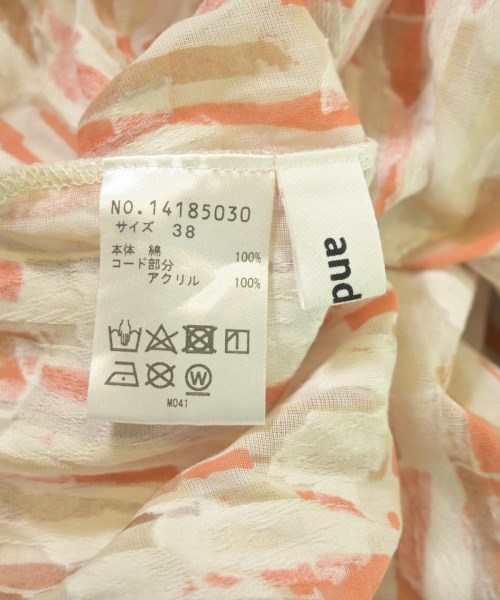 NO.14185030
サイズ 38
本体 綿 100%
コード部分
アクリル 100%
W
M041
and